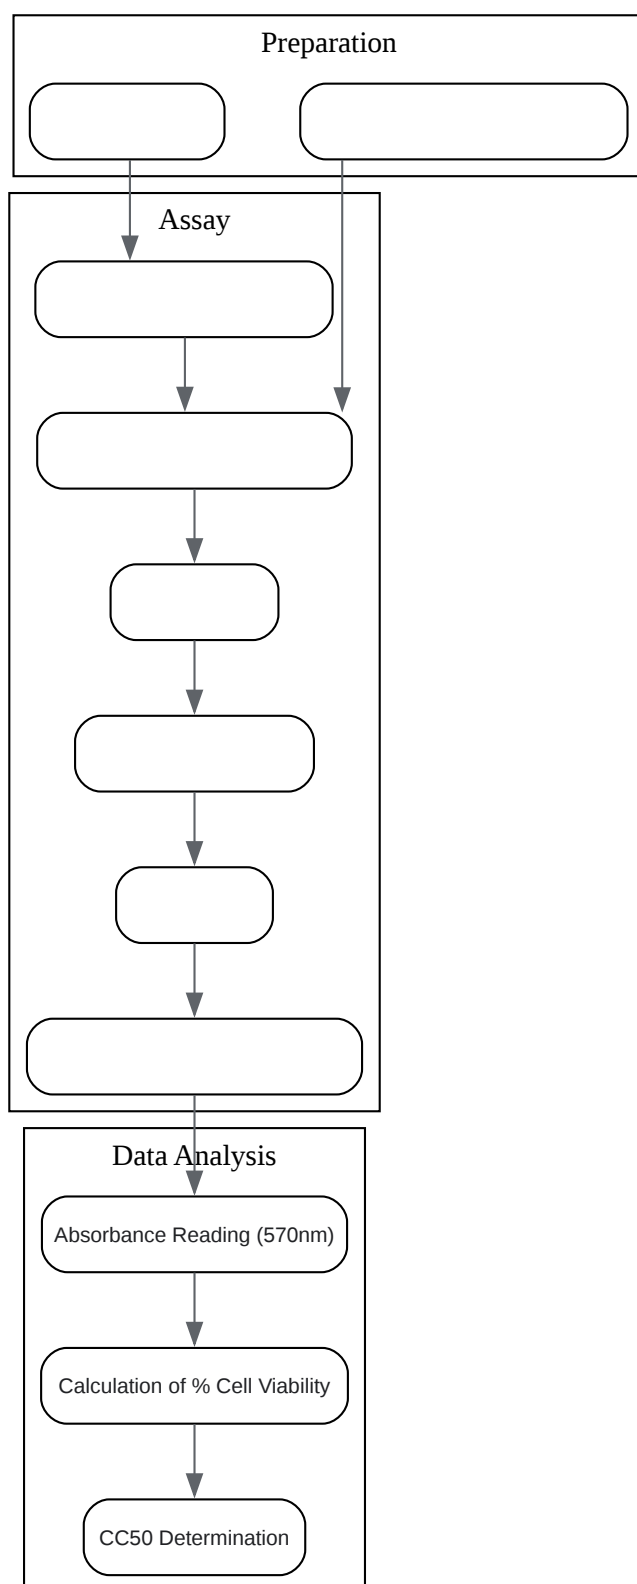 Preparation
Assay
Data Analysis
Absorbance Reading (570nm)
Calculation of % Cell Viability
CC50 Determination